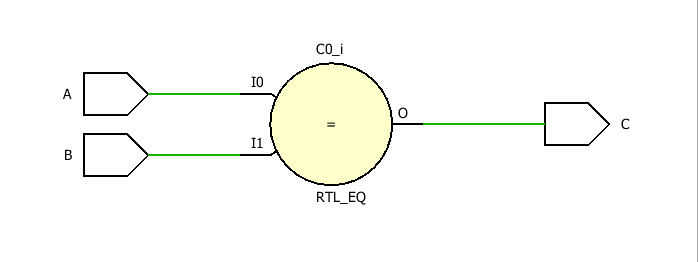 C0_i
A
I0
=
O
C
B
I1
RTL_EQ